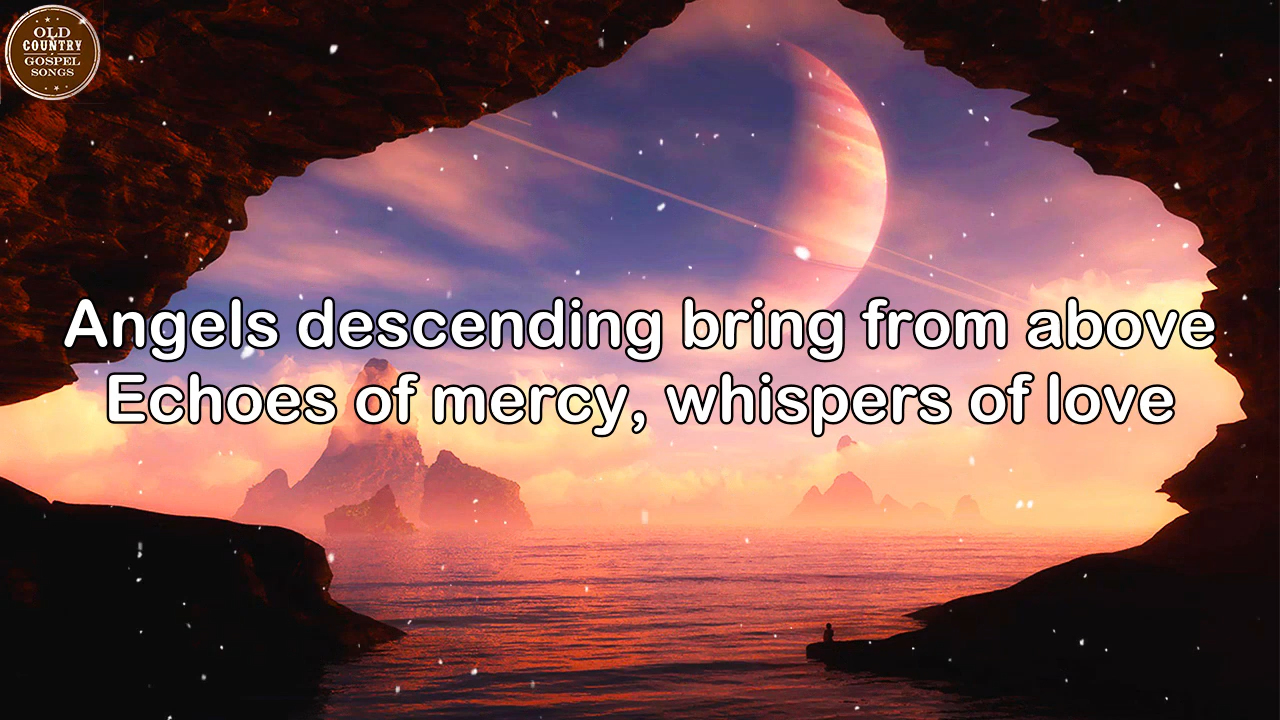 OLD
COUNTRY
GOSPEL
SONGS
Angels descending bring from above
Echoes of mercy, whispers of love